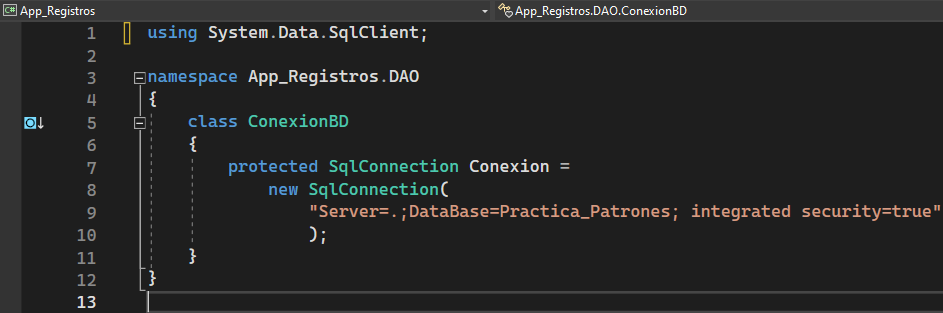 App_Registros
App_Registros.DAO.ConexionBD
1 using System.Data.SqlClient;
2
3 namespace App_Registros.DAO
4 {
5 class ConexionBD
6 {
7 protected SqlConnection Conexion =
8 new SqlConnection(
9 "Server=.;DataBase=Practica_Patrones; integrated security=true"
10 );
11 }
12 }
13